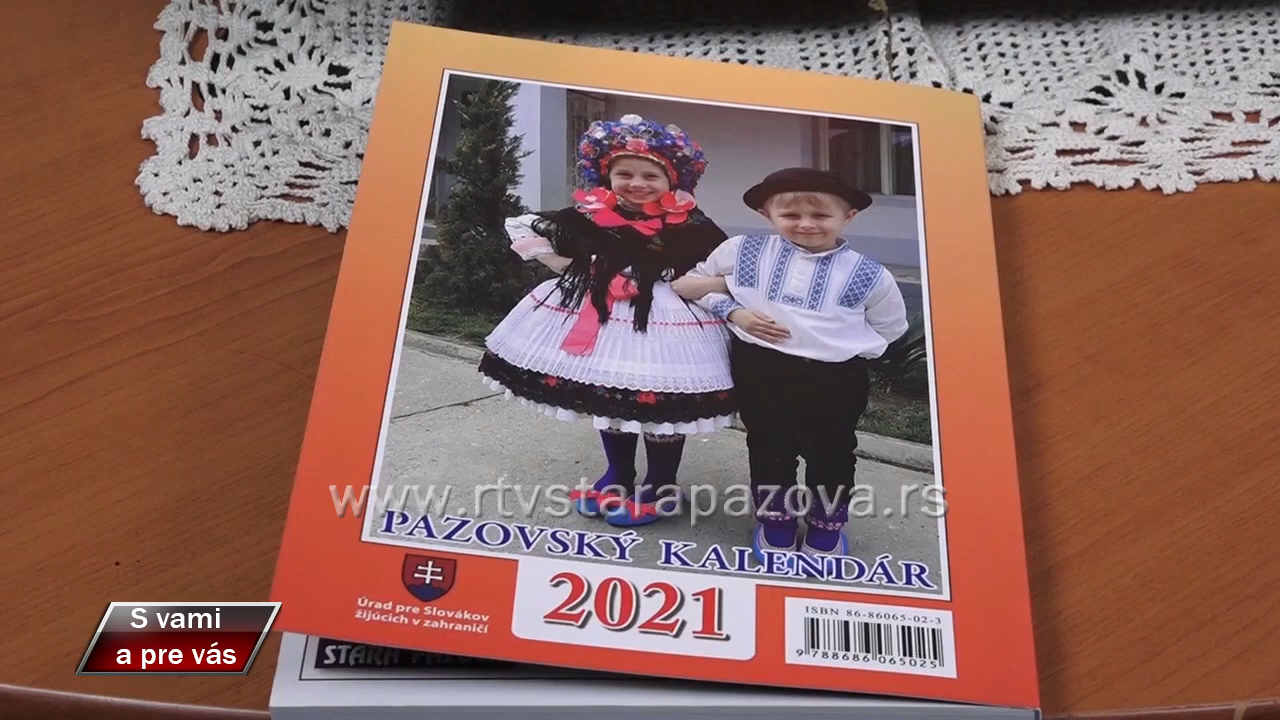 www.rtvstarapazova.rs
PAZOVSKÝ KALENDÁR
2021
Úrad pre Slovákov
žijúcich v zahraničí
ISBN 86-86065-02-3
9 788686 065025
STARÁ
S vami
a pre vás